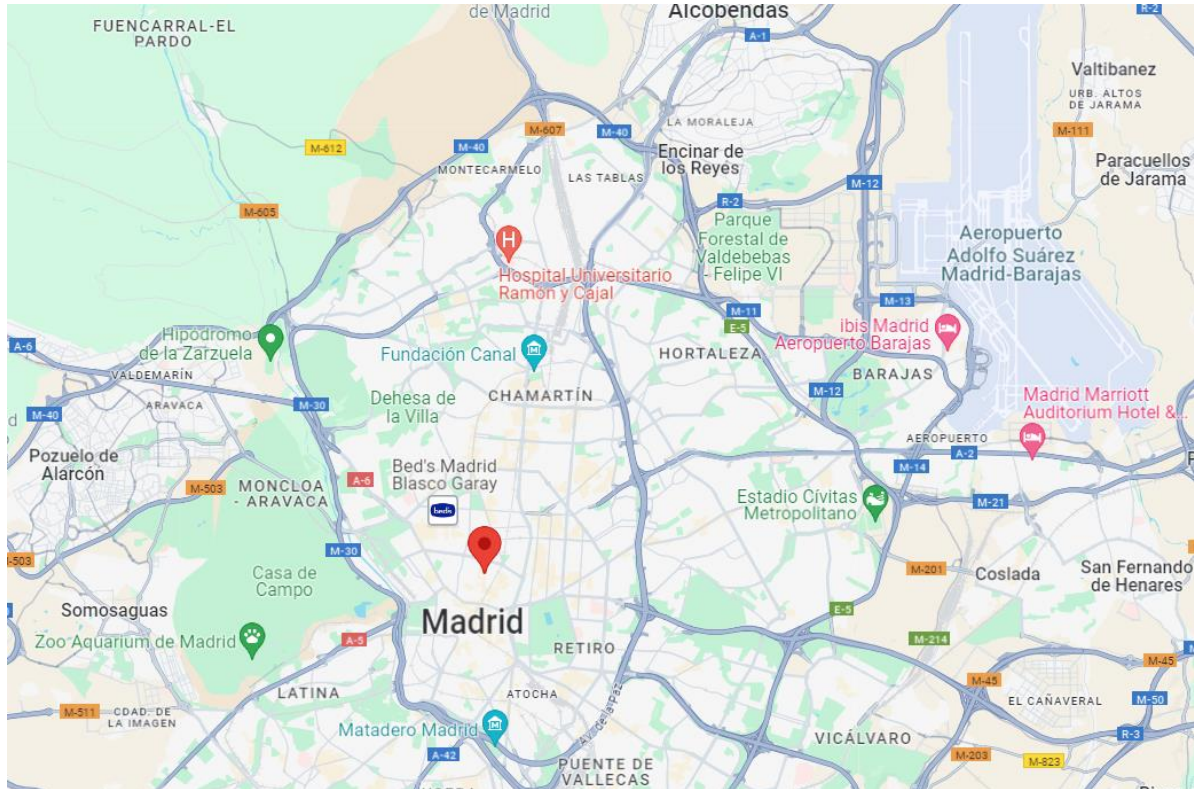 de Madrid
Alcobendas
R-2
FUENCARRAL-EL
PARDO
A-1
Valtibanez
URB. ALTOS
DE JARAMA
LA MORALEJA
M-607
M-40
M-111
M-612
M-40
Encinar de
los Reyes
Paracuellos
de Jarama
MONTECARMELO
LAS TABLAS
M-12
R-2
M-605
Parque
Forestal de
Valdebebas
- Felipe VI
Aeropuerto
Adolfo Suárez
Madrid-Barajas
H
Hospital Universitario
Ramón y Cajal
M-13
M-11
E-5
ibis Madrid
Aeropuerto Barajas
Hipódromo
de la Zarzuela
A-6
Fundación Canal
HORTALEZA
VALDEMARÍN
BARAJAS
M-12
Dehesa de
la Villa
CHAMARTÍN
Madrid Marriott
Auditorium Hotel &...
M-30
ARAVACA
M-40
AEROPUERTO
A-2
Pozuelo de
Alarcón
Bed's Madrid
Blasco Garay
M-14
A-6
M-503
MONCLOA
- ARAVACA
Estadio Cívitas
Metropolitano
M-21
beds
M-30
M-503
M-201
Coslada
San Fernando
de Henares
Casa de
Campo
Somosaguas
Madrid
E-5
Zoo Aquarium de Madrid
A-5
M-214
RETIRO
M-45
M-45
LATINA
ATOCHA
EL CAÑAVERAL
M-50
M-511
CDAD. DE
LA IMAGEN
Av. de la Paz
Matadero Madrid
R-3
VICÁLVARO
A-42
M-203
M-823
PUENTE DE
VALLECAS